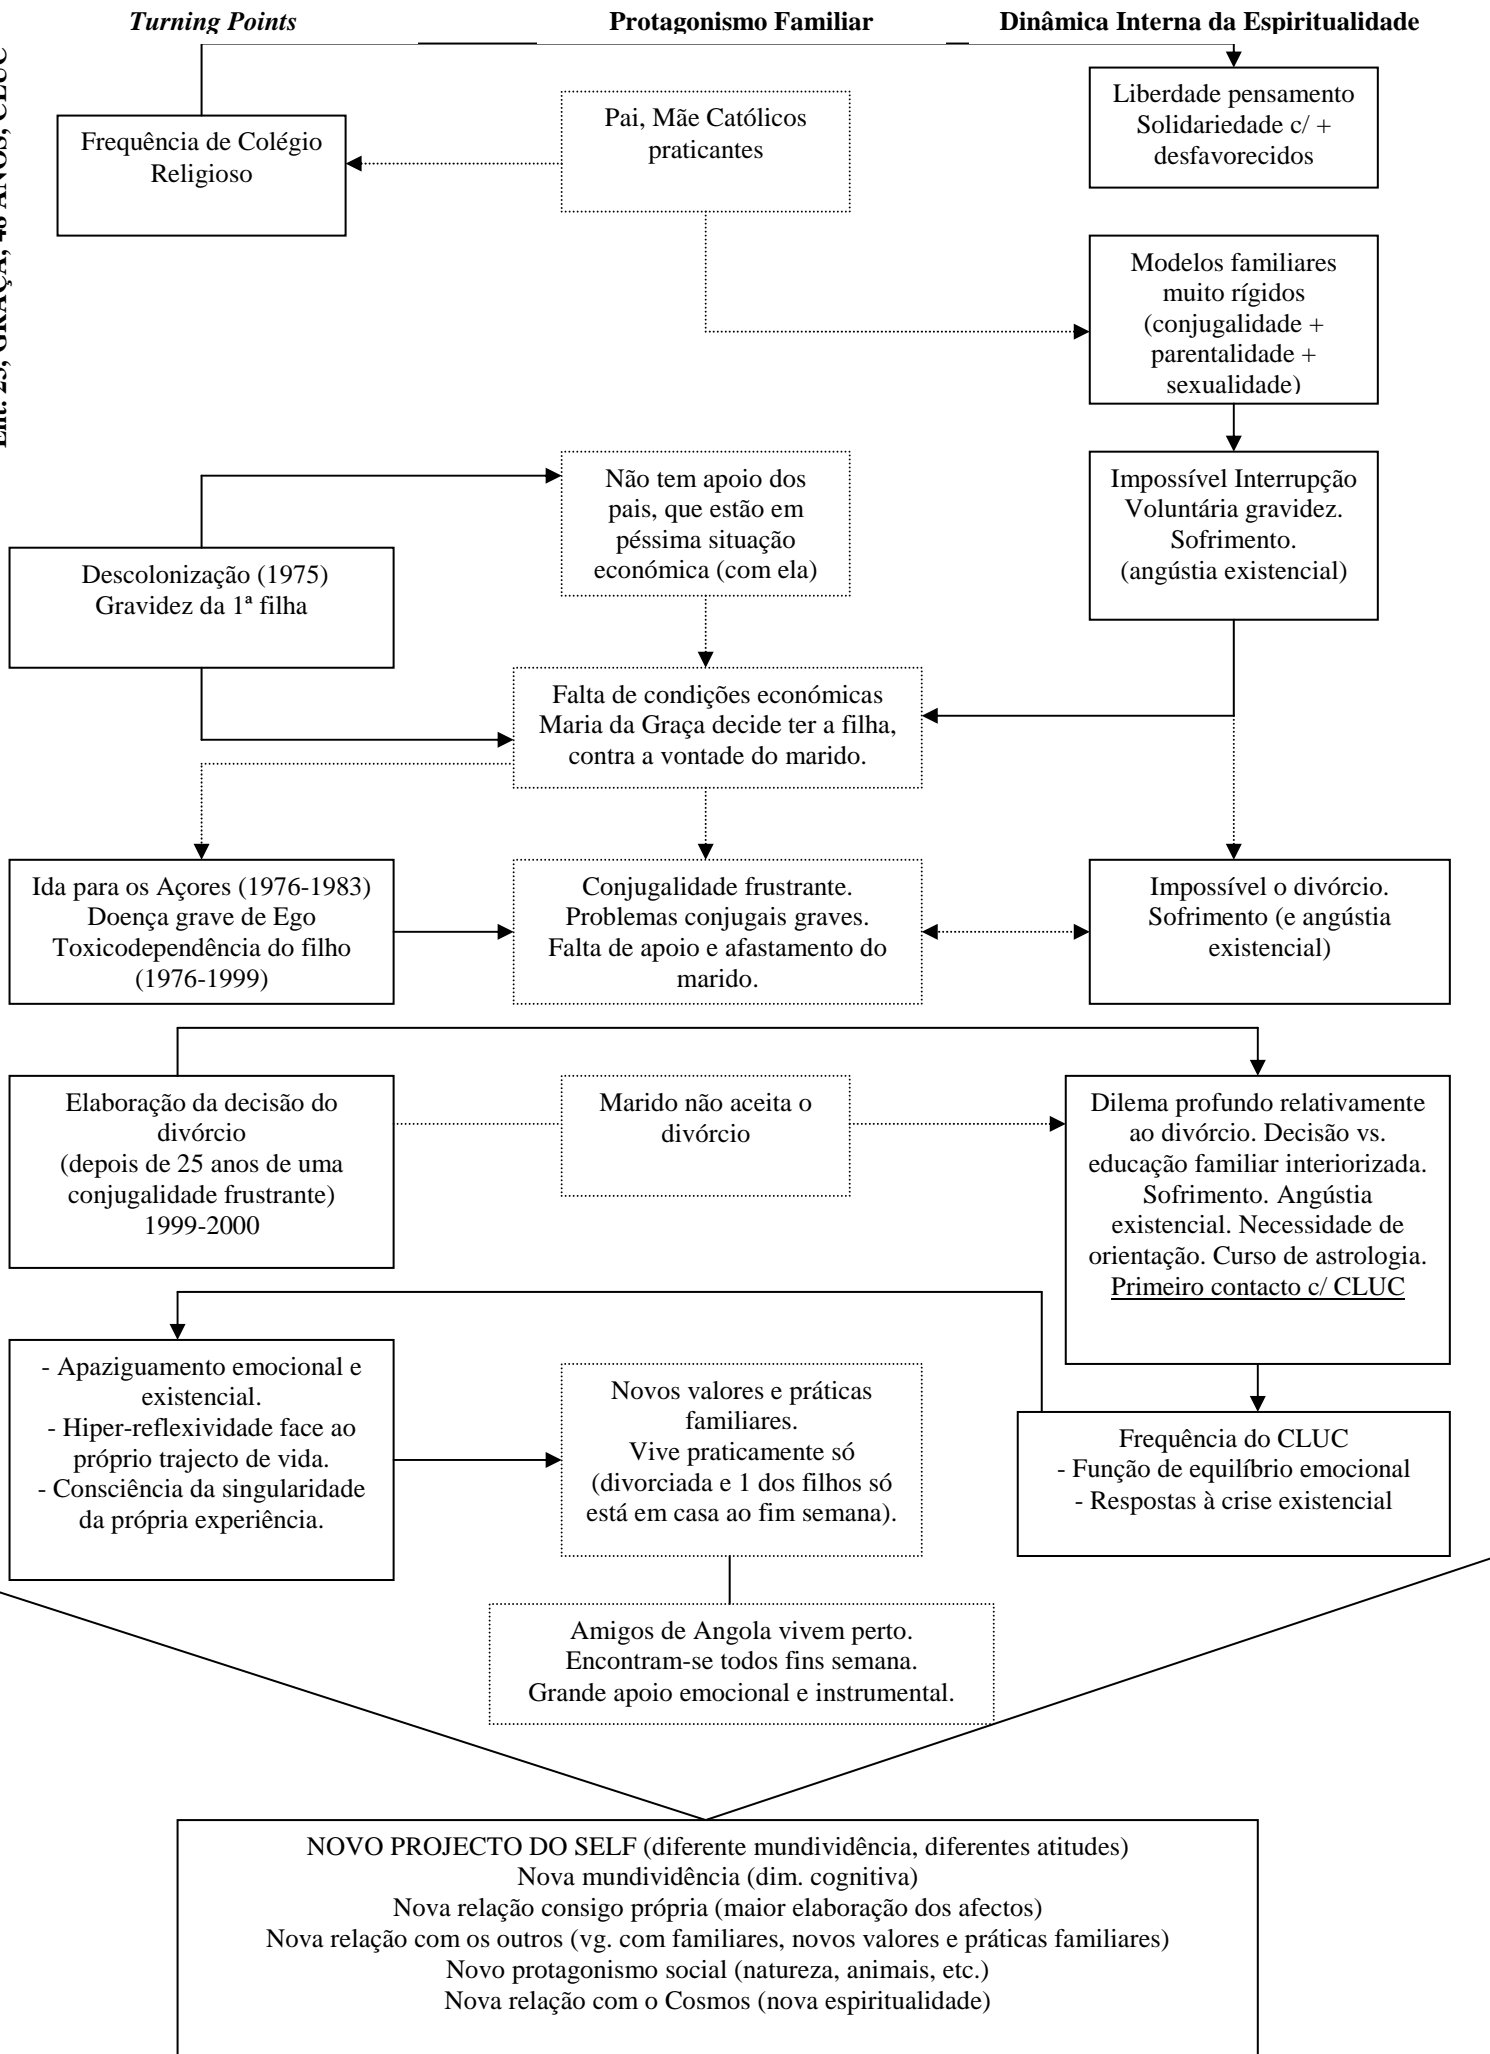 Turning Points
Protagonismo Familiar
Dinâmica Interna da Espiritualidade
GRAÇA,
ANOS, CLUC
Frequência de Colégio
Religioso
Pai, Mãe Católicos
praticantes
Liberdade pensamento
Solidariedade c/ +
desfavorecidos
Modelos familiares
muito rígidos
(conjugalidade +
parentalidade +
sexualidade)
Descolonização (1975)
Gravidez da 1ª filha
Não tem apoio dos
pais, que estão em
péssima situação
económica (com ela)
Impossível Interrupção
Voluntária gravidez.
Sofrimento.
(angústia existencial)
Falta de condições económicas
Maria da Graça decide ter a filha,
contra a vontade do marido.
Ida para os Açores (1976-1983)
Doença grave de Ego
Toxicodependência do filho
(1976-1999)
Conjugalidade frustrante.
Problemas conjugais graves.
Falta de apoio e afastamento do
marido.
Impossível o divórcio.
Sofrimento (e angústia
existencial)
Elaboração da decisão do
divórcio
(depois de 25 anos de uma
conjugalidade frustrante)
1999-2000
Marido não aceita o
divórcio
Dilema profundo relativamente
ao divórcio. Decisão vs.
educação familiar interiorizada.
Sofrimento. Angústia
existencial. Necessidade de
orientação. Curso de astrologia.
Primeiro contacto c/ CLUC
- Apaziguamento emocional e
existencial.
- Hiper-reflexividade face ao
próprio trajecto de vida.
- Consciência da singularidade
da própria experiência.
Novos valores e práticas
familiares.
Vive praticamente só
(divorciada e 1 dos filhos só
está em casa ao fim semana).
Frequência do CLUC
- Função de equilíbrio emocional
- Respostas à crise existencial
Amigos de Angola vivem perto.
Encontram-se todos fins semana.
Grande apoio emocional e instrumental.
NOVO PROJECTO DO SELF (diferente mundividência, diferentes atitudes)
Nova mundividência (dim. cognitiva)
Nova relação consigo própria (maior elaboração dos afectos)
Nova relação com os outros (vg. com familiares, novos valores e práticas familiares)
Novo protagonismo social (natureza, animais, etc.)
Nova relação com o Cosmos (nova espiritualidade)